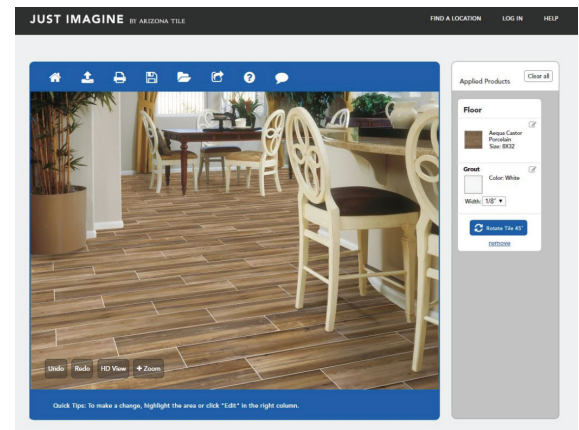 JUST IMAGINE BY ARIZONA TILE
FIND A LOCATION LOG IN HELP
Applied Products Clear all
Floor
Aequa Castor
Porcelain
Size: 8X32
Grout
Color: White
Width: 1/8"
Rotate Tile 45°
remove
Undo Redo HD View + Zoom
Quick Tips: To make a change, highlight the area or click "Edit" in the right column.